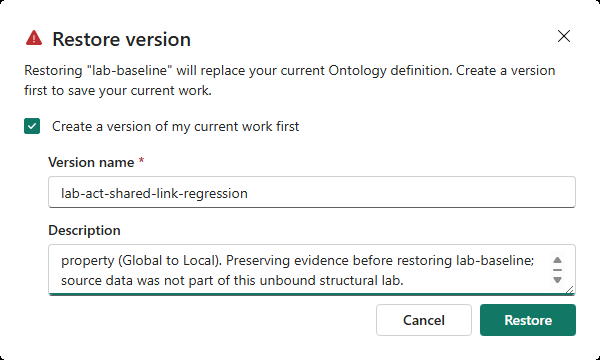 Restore version
Restoring "lab-baseline" will replace your current Ontology definition. Create a version
first to save your current work.
Create a version of my current work first
Version name *
lab-act-shared-link-regression
Description
property (Global to Local). Preserving evidence before restoring lab-baseline;
source data was not part of this unbound structural lab.
Cancel
Restore